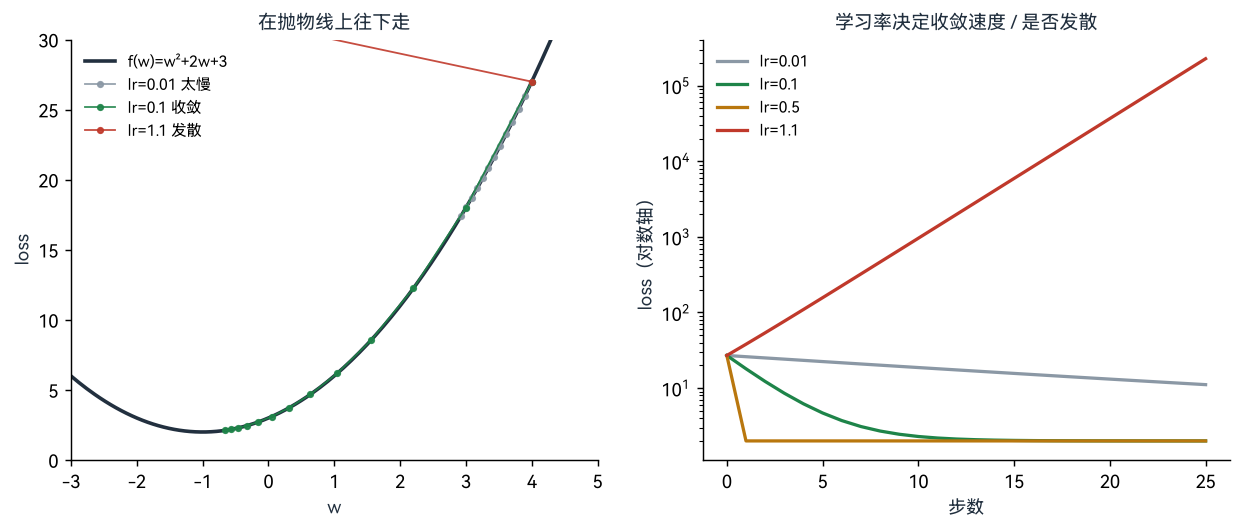 在抛物线上往下走
30
25
20
15
10
5
0
loss
f(w)=w²+2w+3
lr=0.01 太慢
lr=0.1 收敛
lr=1.1 发散
−3
−2
−1
0
1
2
3
4
5
w
学习率决定收敛速度 / 是否发散
10⁵
10⁴
10³
10²
10¹
loss（对数轴）
lr=0.01
lr=0.1
lr=0.5
lr=1.1
0
5
10
15
20
25
步数